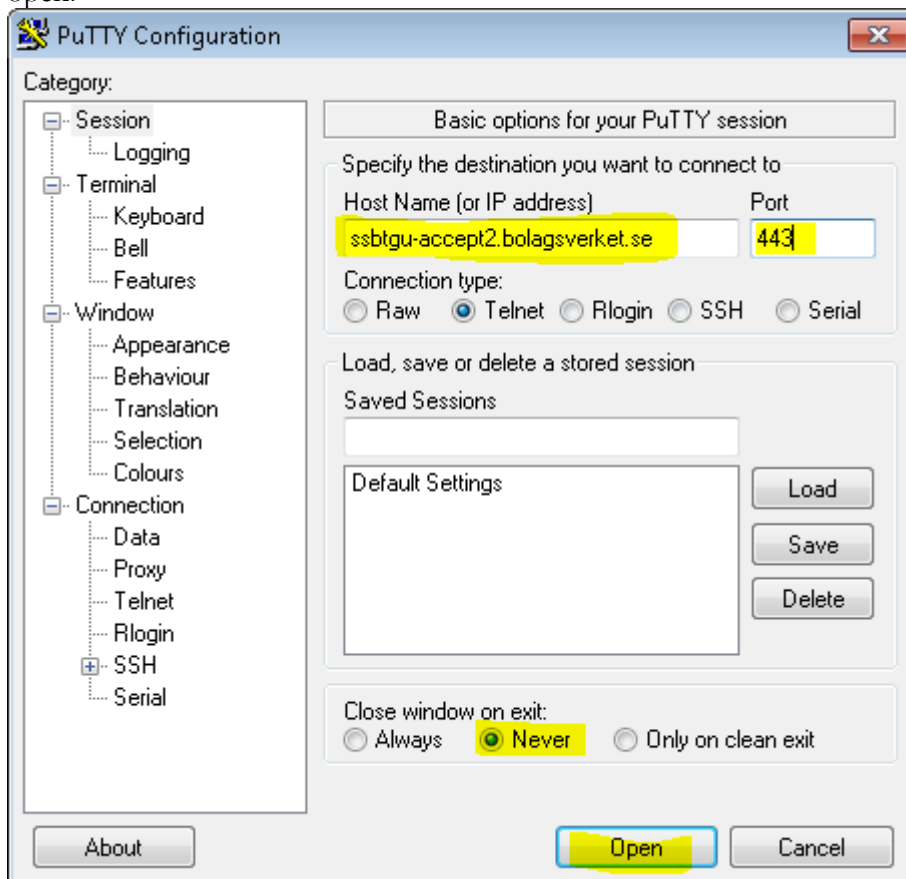 open.
PuTTY Configuration
Category:
Session
Logging
Terminal
Keyboard
Bell
Features
Window
Appearance
Behaviour
Translation
Selection
Colours
Connection
Data
Proxy
Telnet
Rlogin
SSH
Serial
Basic options for your PuTTY session
Specify the destination you want to connect to
Host Name (or IP address) Port
ssbtgu-accept2.bolagsverket.se 443
Connection type:
Raw Telnet Rlogin SSH Serial
Load, save or delete a stored session
Saved Sessions
Default Settings
Load
Save
Delete
Close window on exit:
Always Never Only on clean exit
About Open Cancel